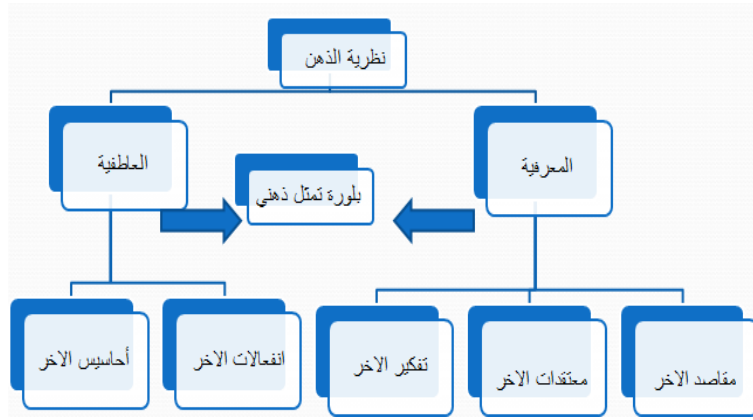 نظرية الذهن
المعرفية
العاطفية
بلورة تمثل ذهني
مقاصد الاخر
معتقدات الاخر
تفكير الاخر
انفعالات الاخر
أحاسيس الاخر